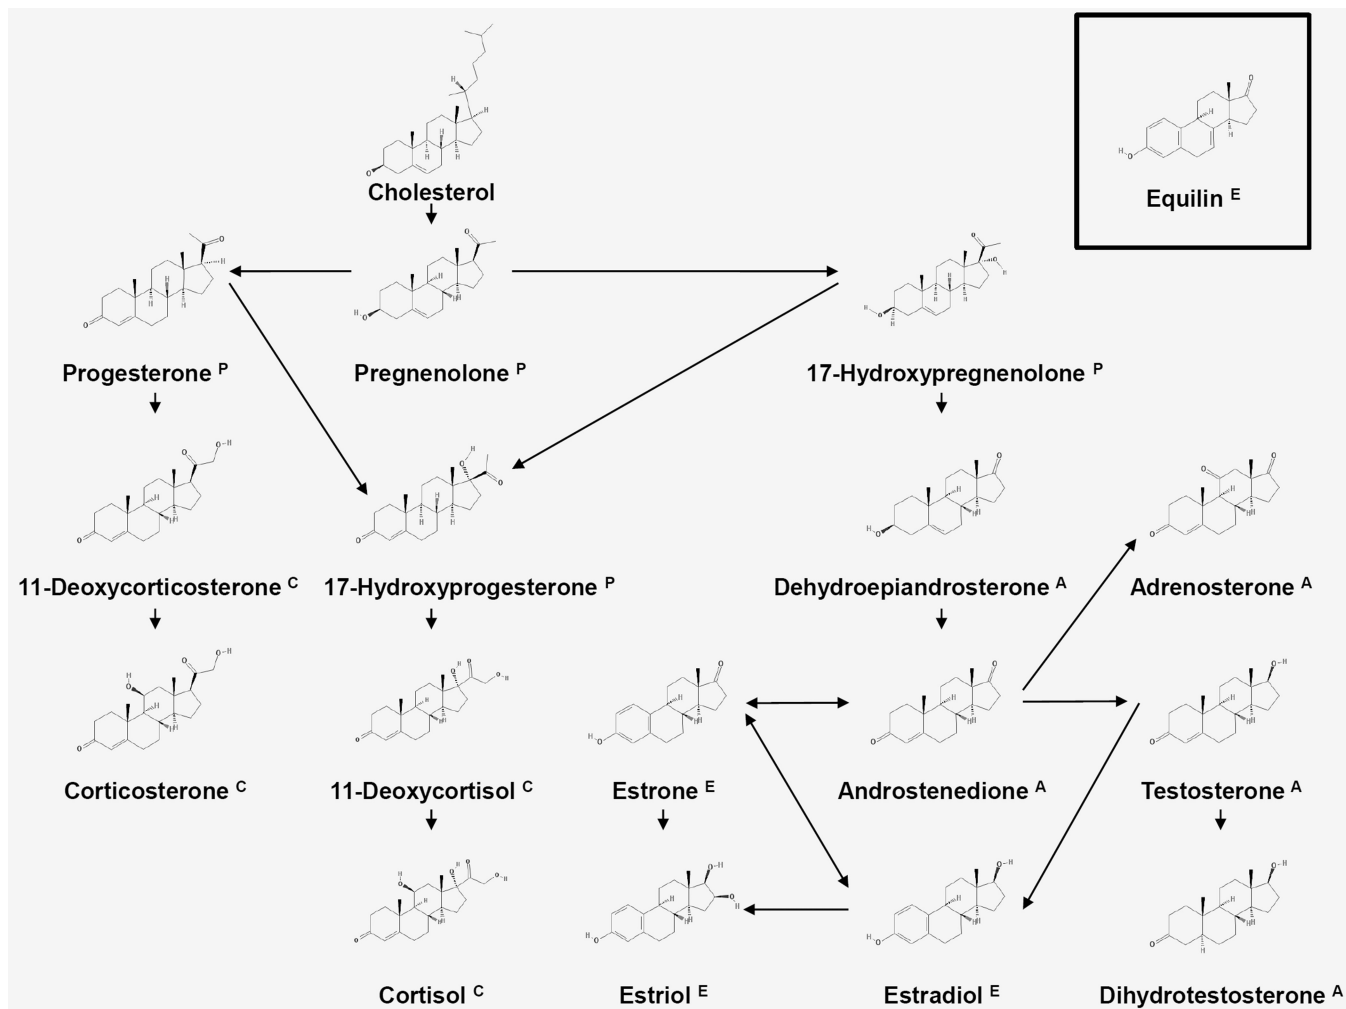 Cholesterol
Equilin E
Progesterone P
Pregnenolone P
17-Hydroxypregnenolone P
11-Deoxycorticosterone C
17-Hydroxyprogesterone P
Dehydroepiandrosterone A
Adrenosterone A
Corticosterone C
11-Deoxycortisol C
Estrone E
Androstenedione A
Testosterone A
Cortisol C
Estriol E
Estradiol E
Dihydrotestosterone A